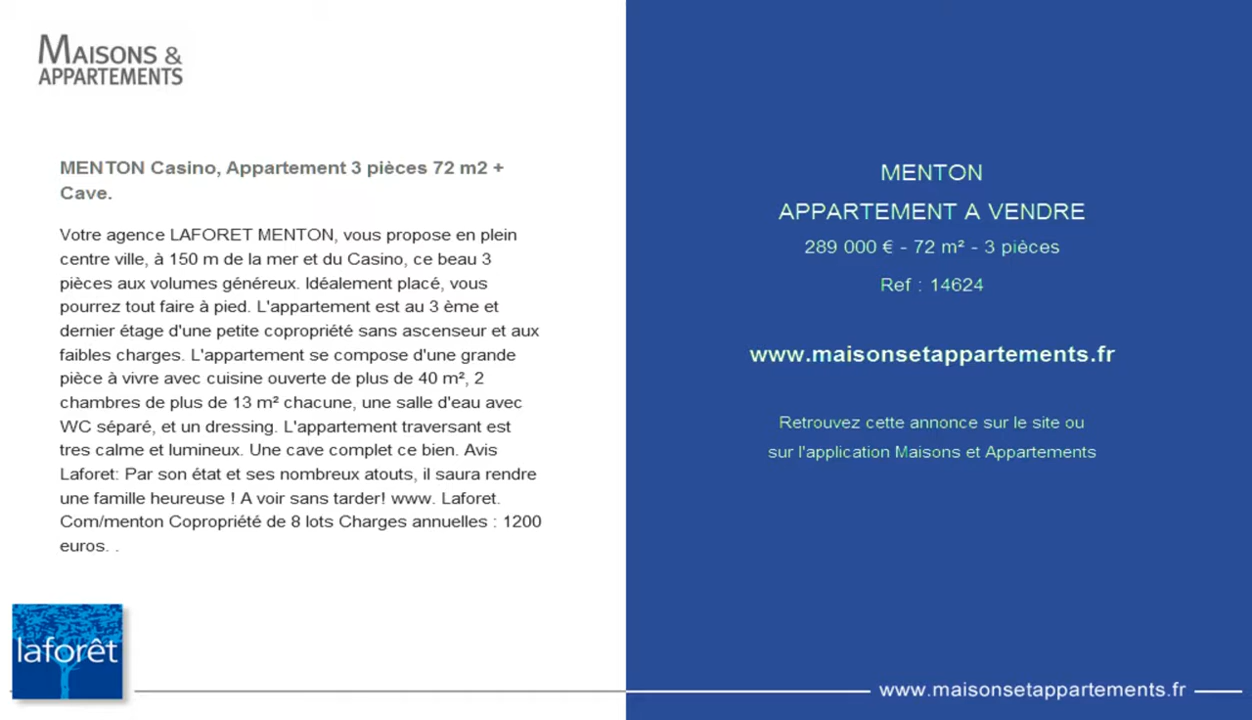 MAISONS &
APPARTEMENTS
MENTON Casino, Appartement 3 pièces 72 m2 +
Cave.
Votre agence LAFORET MENTON, vous propose en plein
centre ville, à 150 m de la mer et du Casino, ce beau 3
pièces aux volumes généreux. Idéalement placé, vous
pourrez tout faire à pied. L'appartement est au 3 ème et
dernier étage d'une petite copropriété sans ascenseur et aux
faibles charges. L'appartement se compose d'une grande
pièce à vivre avec cuisine ouverte de plus de 40 m², 2
chambres de plus de 13 m² chacune, une salle d'eau avec
WC séparé, et un dressing. L'appartement traversant est
tres calme et lumineux. Une cave complet ce bien. Avis
Laforet: Par son état et ses nombreux atouts, il saura rendre
une famille heureuse ! A voir sans tarder! www. Laforet.
Com/menton Copropriété de 8 lots Charges annuelles : 1200
euros. .
laforêt
MENTON
APPARTEMENT A VENDRE
289 000 € - 72 m² - 3 pièces
Ref : 14624
www.maisonsetappartements.fr
Retrouvez cette annonce sur le site ou
sur l'application Maisons et Appartements
www.maisonsetappartements.fr